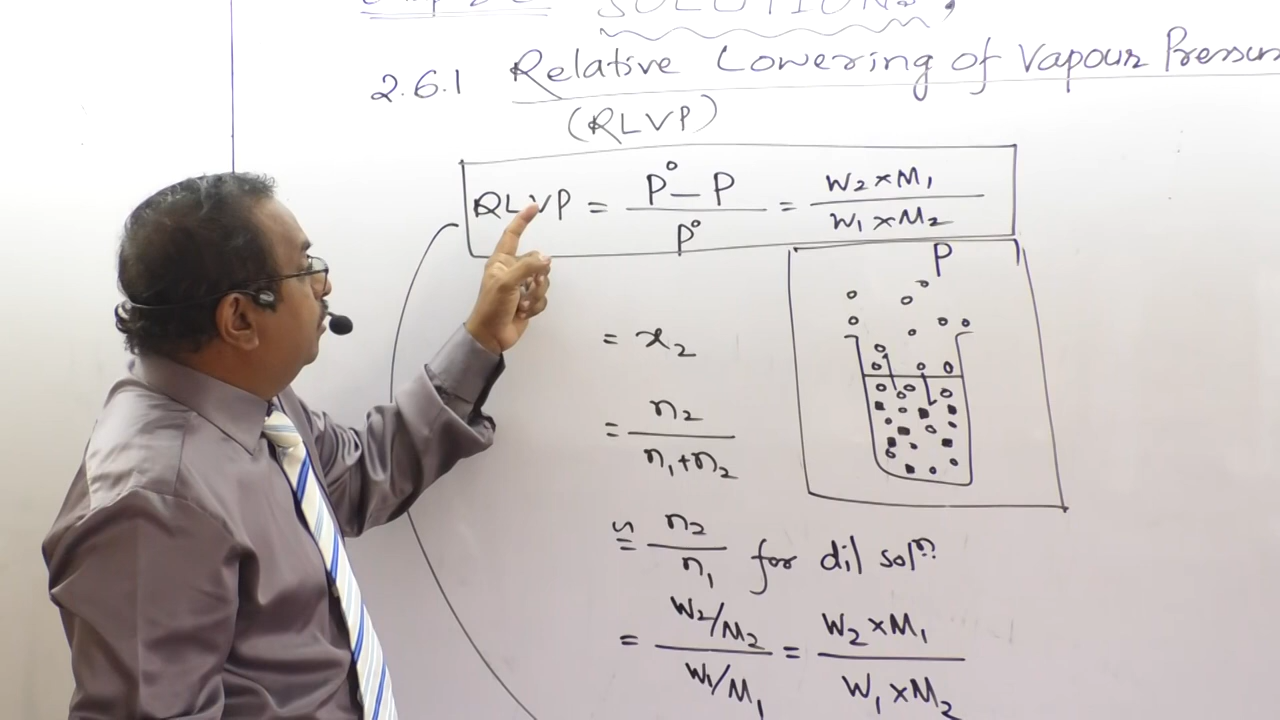 SOLUTIONS,
2.6.1 Relative Lowering of Vapour Pressure
(RLVP)
RLVP = P° - P / P° = W₂ × M₁ / W₁ × M₂
P
= x₂
= n₂ / n₁+n₂
≅ n₂ / n₁ for dil solⁿ
= W₂/M₂ / W₁/M₁ = W₂ × M₁ / W₁ × M₂